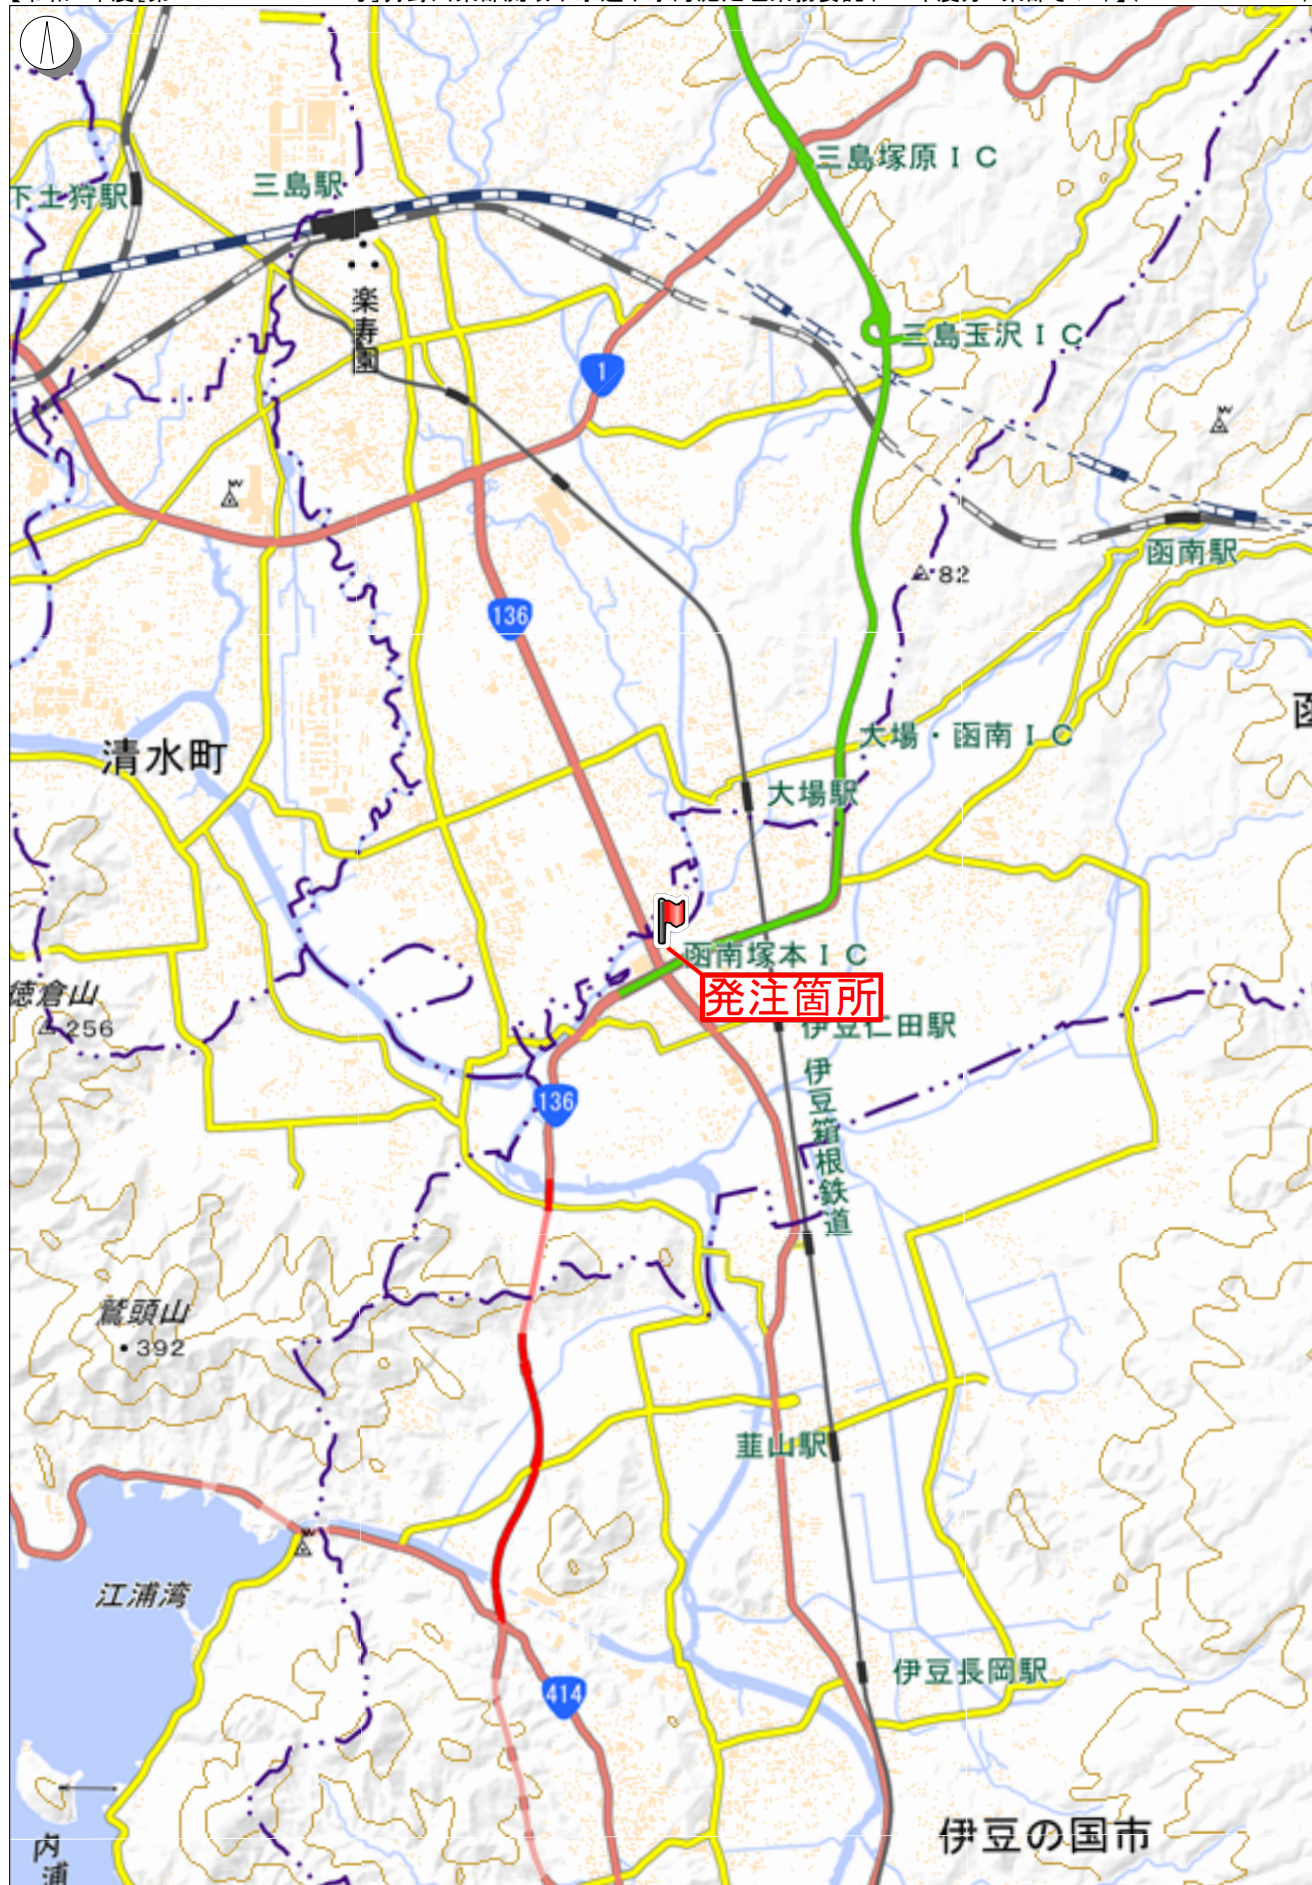 三島塚原ＩＣ
三島駅
下土狩駅
楽寿園
三島玉沢ＩＣ
1
函南駅
82
136
函
大場・函南ＩＣ
清水町
大場駅
函南塚本ＩＣ
徳倉山
256
発注箇所
伊豆仁田駅
伊豆箱根鉄道
136
鷲頭山
392
韮山駅
江浦湾
伊豆長岡駅
414
伊豆の国市
内浦